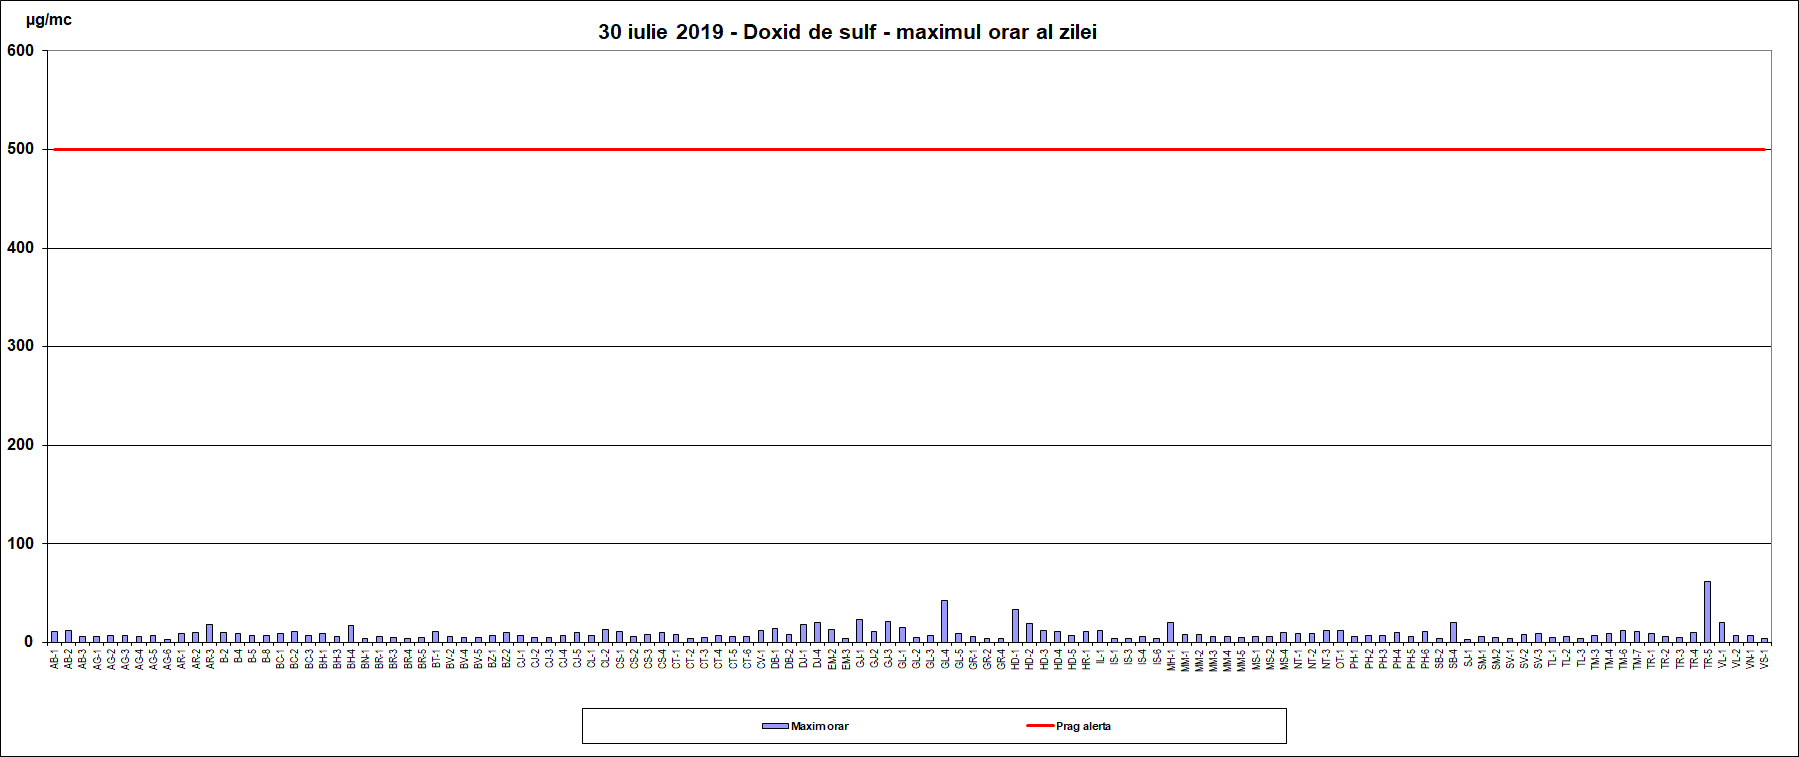 µg/mc
30 iulie 2019 - Doxid de sulf - maximul orar al zilei
600
500
400
300
200
100
0
AB-1 AB-2 AB-3 AG-1 AG-2 AG-3 AG-4 AG-5 AG-6 AR-1 AR-2 AR-3 B-2 B-4 B-5 B-8 BC-1 BC-2 BC-3 BH-1 BH-3 BH-4 BN-1 BR-1 BR-3 BR-4 BR-5 BT-1 BV-2 BV-4 BV-5 BZ-1 BZ-2 CJ-1 CJ-2 CJ-3 CJ-4 CJ-5 CL-1 CL-2 CS-1 CS-2 CS-3 CS-4 CT-1 CT-2 CT-3 CT-4 CT-5 CT-6 CV-1 DB-1 DB-2 DJ-1 DJ-4 EM-2 EM-3 GJ-1 GJ-2 GJ-3 GL-1 GL-2 GL-3 GL-4 GL-5 GR-1 GR-2 GR-4 HD-1 HD-2 HD-3 HD-4 HD-5 HR-1 IL-1 IS-1 IS-3 IS-4 IS-6 MH-1 MM-1 MM-2 MM-3 MM-4 MM-5 MS-1 MS-2 MS-4 NT-1 NT-2 NT-3 OT-1 PH-1 PH-2 PH-3 PH-4 PH-5 PH-6 SB-2 SB-4 SJ-1 SM-1 SM-2 SV-1 SV-2 SV-3 TL-1 TL-2 TL-3 TM-3 TM-4 TM-6 TM-7 TR-1 TR-2 TR-3 TR-4 TR-5 VL-1 VL-2 VN-1 VS-1
Maxim orar Prag alerta